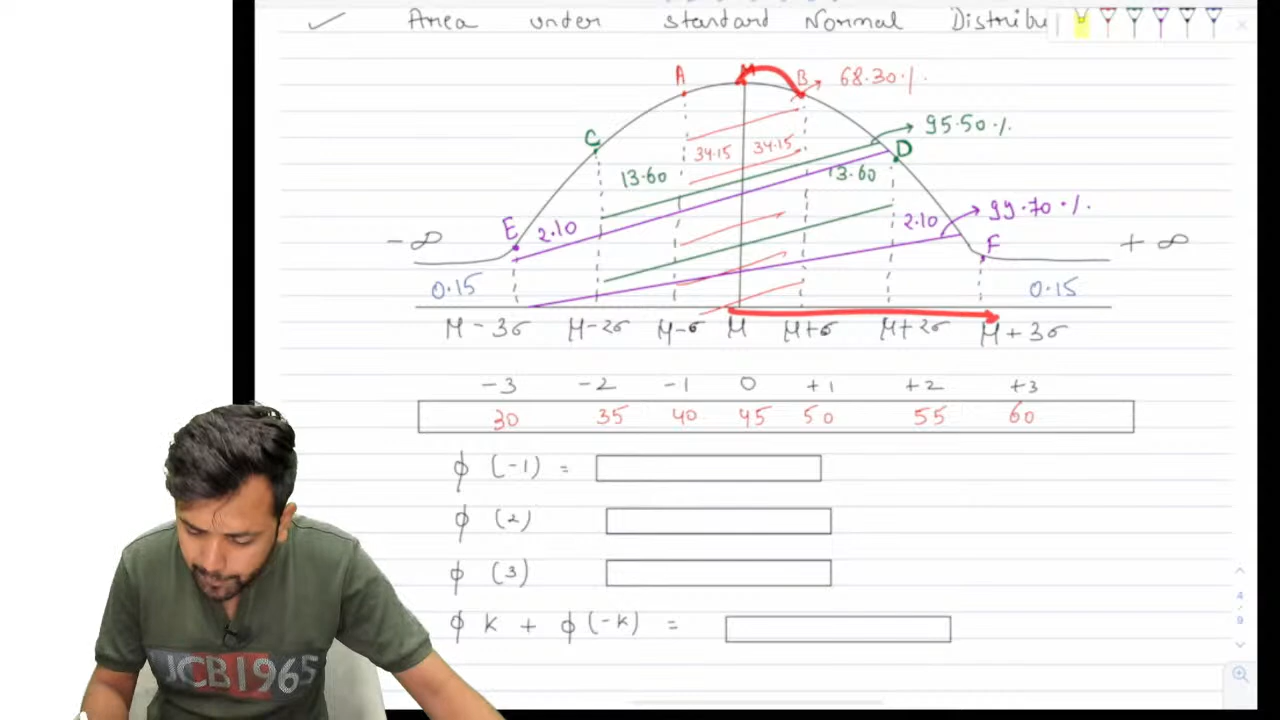 ✓ Area under standard Normal Distribu
A M B 68.30%.
C 34.15 34.15 95.50%. D
13.60 13.60
E 2.10 2.10 99.70%. F
-∞ +∞
0.15 0.15
M-3σ M-2σ M-σ M M+σ M+2σ M+3σ
-3 -2 -1 0 +1 +2 +3
30 35 40 45 50 55 60
ϕ (-1) =
ϕ (2)
ϕ (3)
ϕ k + ϕ (-k) =
4
9
JCB1965